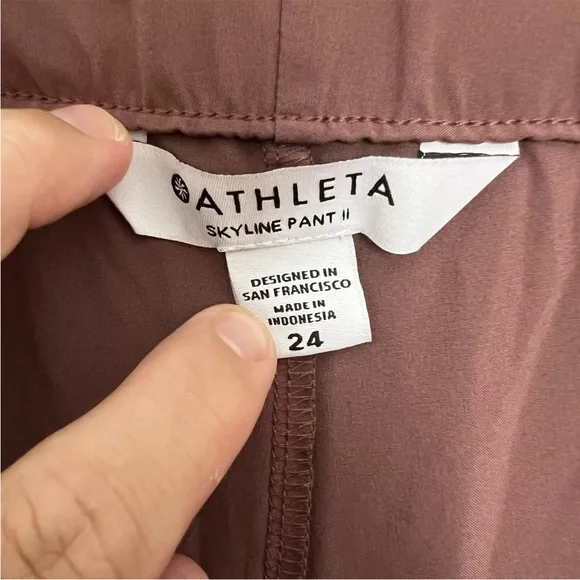 ATHLETA
SKYLINE PANT II
DESIGNED IN
SAN FRANCISCO
MADE IN
INDONESIA
24